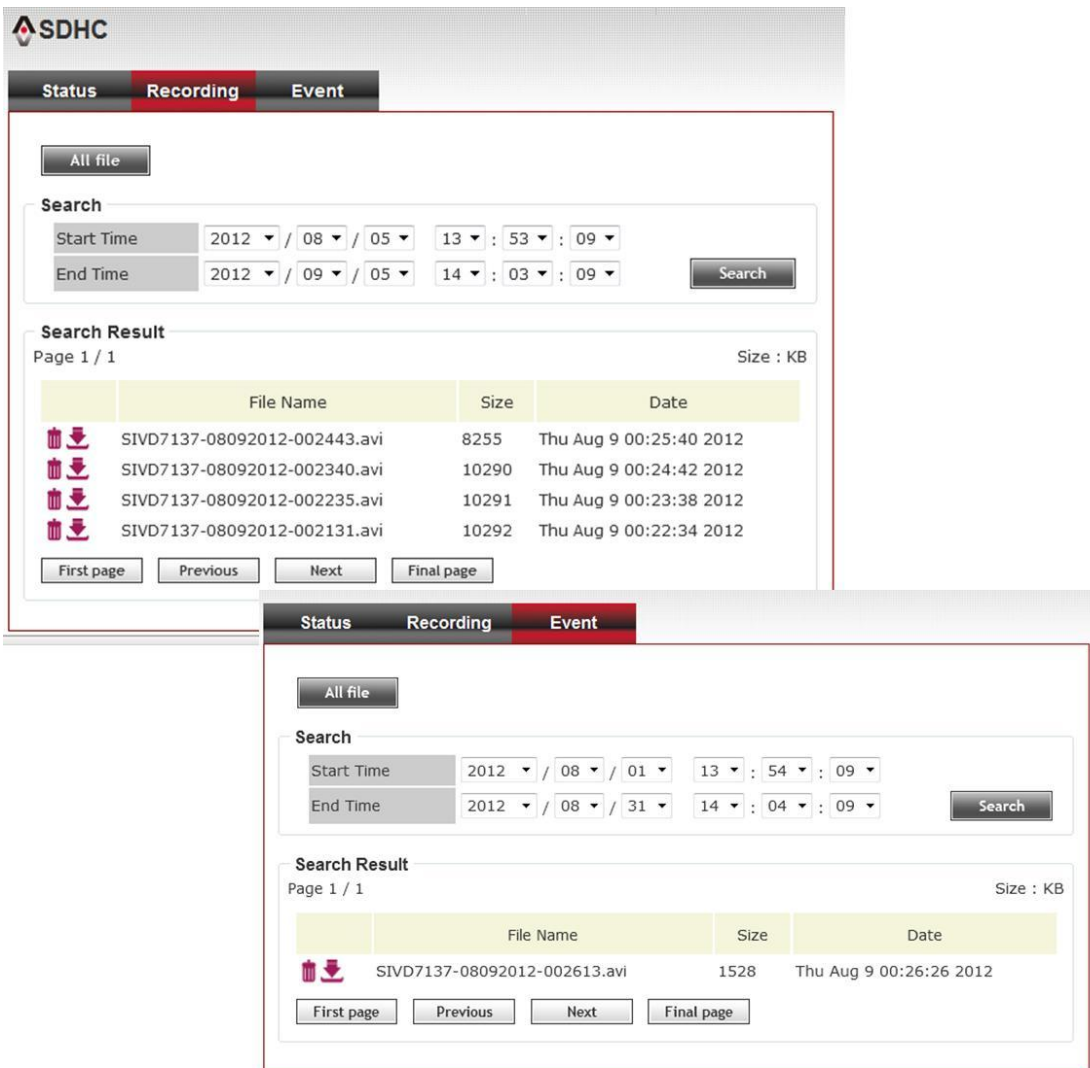 SDHC
Status Recording Event
All file
Search
Start Time 2012 / 08 / 05 13 : 53 : 09
End Time 2012 / 09 / 05 14 : 03 : 09 Search
Search Result
Page 1 / 1 Size : KB
File Name Size Date
SIVD7137-08092012-002443.avi 8255 Thu Aug 9 00:25:40 2012
SIVD7137-08092012-002340.avi 10290 Thu Aug 9 00:24:42 2012
SIVD7137-08092012-002235.avi 10291 Thu Aug 9 00:23:38 2012
SIVD7137-08092012-002131.avi 10292 Thu Aug 9 00:22:34 2012
First page Previous Next Final page
Status Recording Event
All file
Search
Start Time 2012 / 08 / 01 13 : 54 : 09
End Time 2012 / 08 / 31 14 : 04 : 09 Search
Search Result
Page 1 / 1 Size : KB
File Name Size Date
SIVD7137-08092012-002613.avi 1528 Thu Aug 9 00:26:26 2012
First page Previous Next Final page